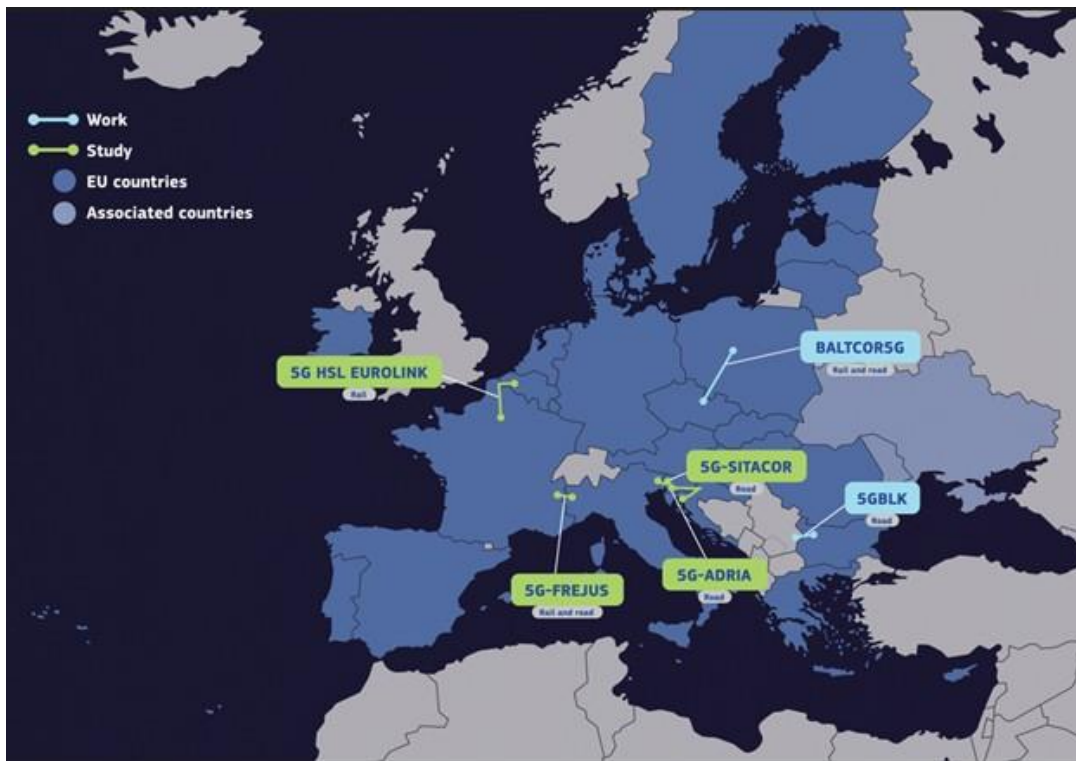 Work
Study
EU countries
Associated countries
BALTCOR5G
Rail and road
5G HSL EUROLINK
Rail
5G-SITACOR
Road
5GBLK
Road
5G-FREJUS
Rail and road
5G-ADRIA
Road